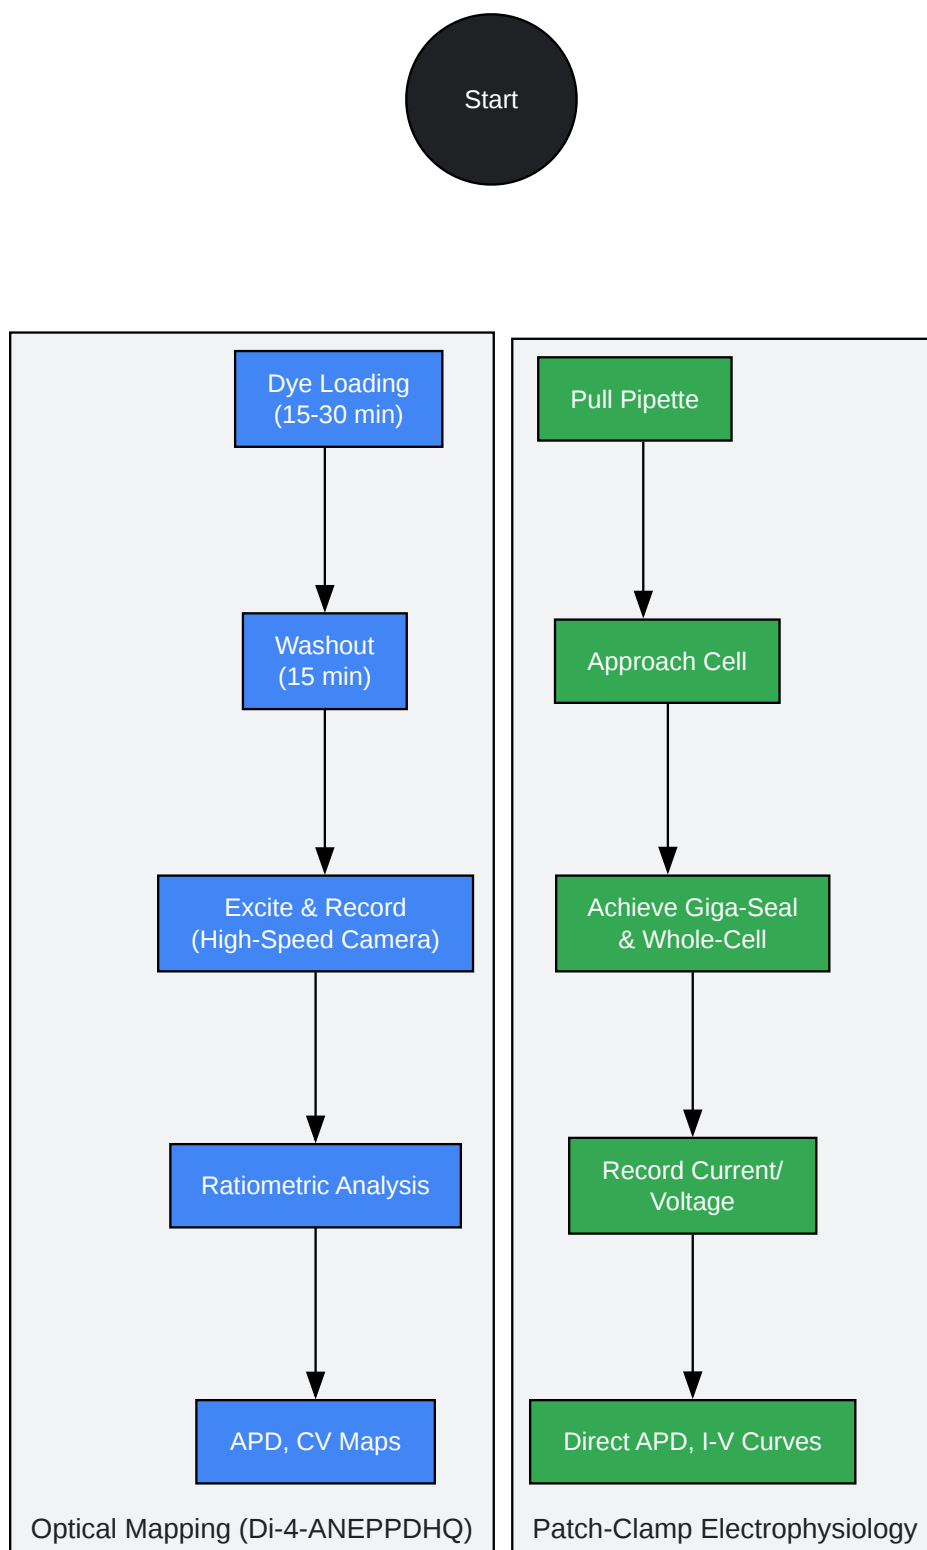 Start
Dye Loading
(15-30 min)
Washout
(15 min)
Excite & Record
(High-Speed Camera)
Ratiometric Analysis
APD, CV Maps
Optical Mapping (Di-4-ANEPPDHQ)
Pull Pipette
Approach Cell
Achieve Giga-Seal
& Whole-Cell
Record Current/
Voltage
Direct APD, I-V Curves
Patch-Clamp Electrophysiology